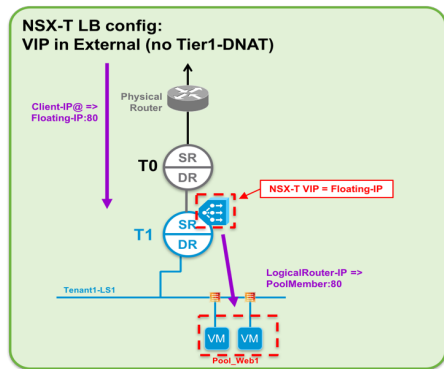 NSX-T LB config:
VIP in External (no Tier1-DNAT)
Client-IP@ =>
Floating-IP:80
Physical
Router
T0
SR
DR
NSX-T VIP = Floating-IP
T1
SR
DR
LogicalRouter-IP =>
PoolMember:80
Tenant1-LS1
VM
VM
Pool_Web1